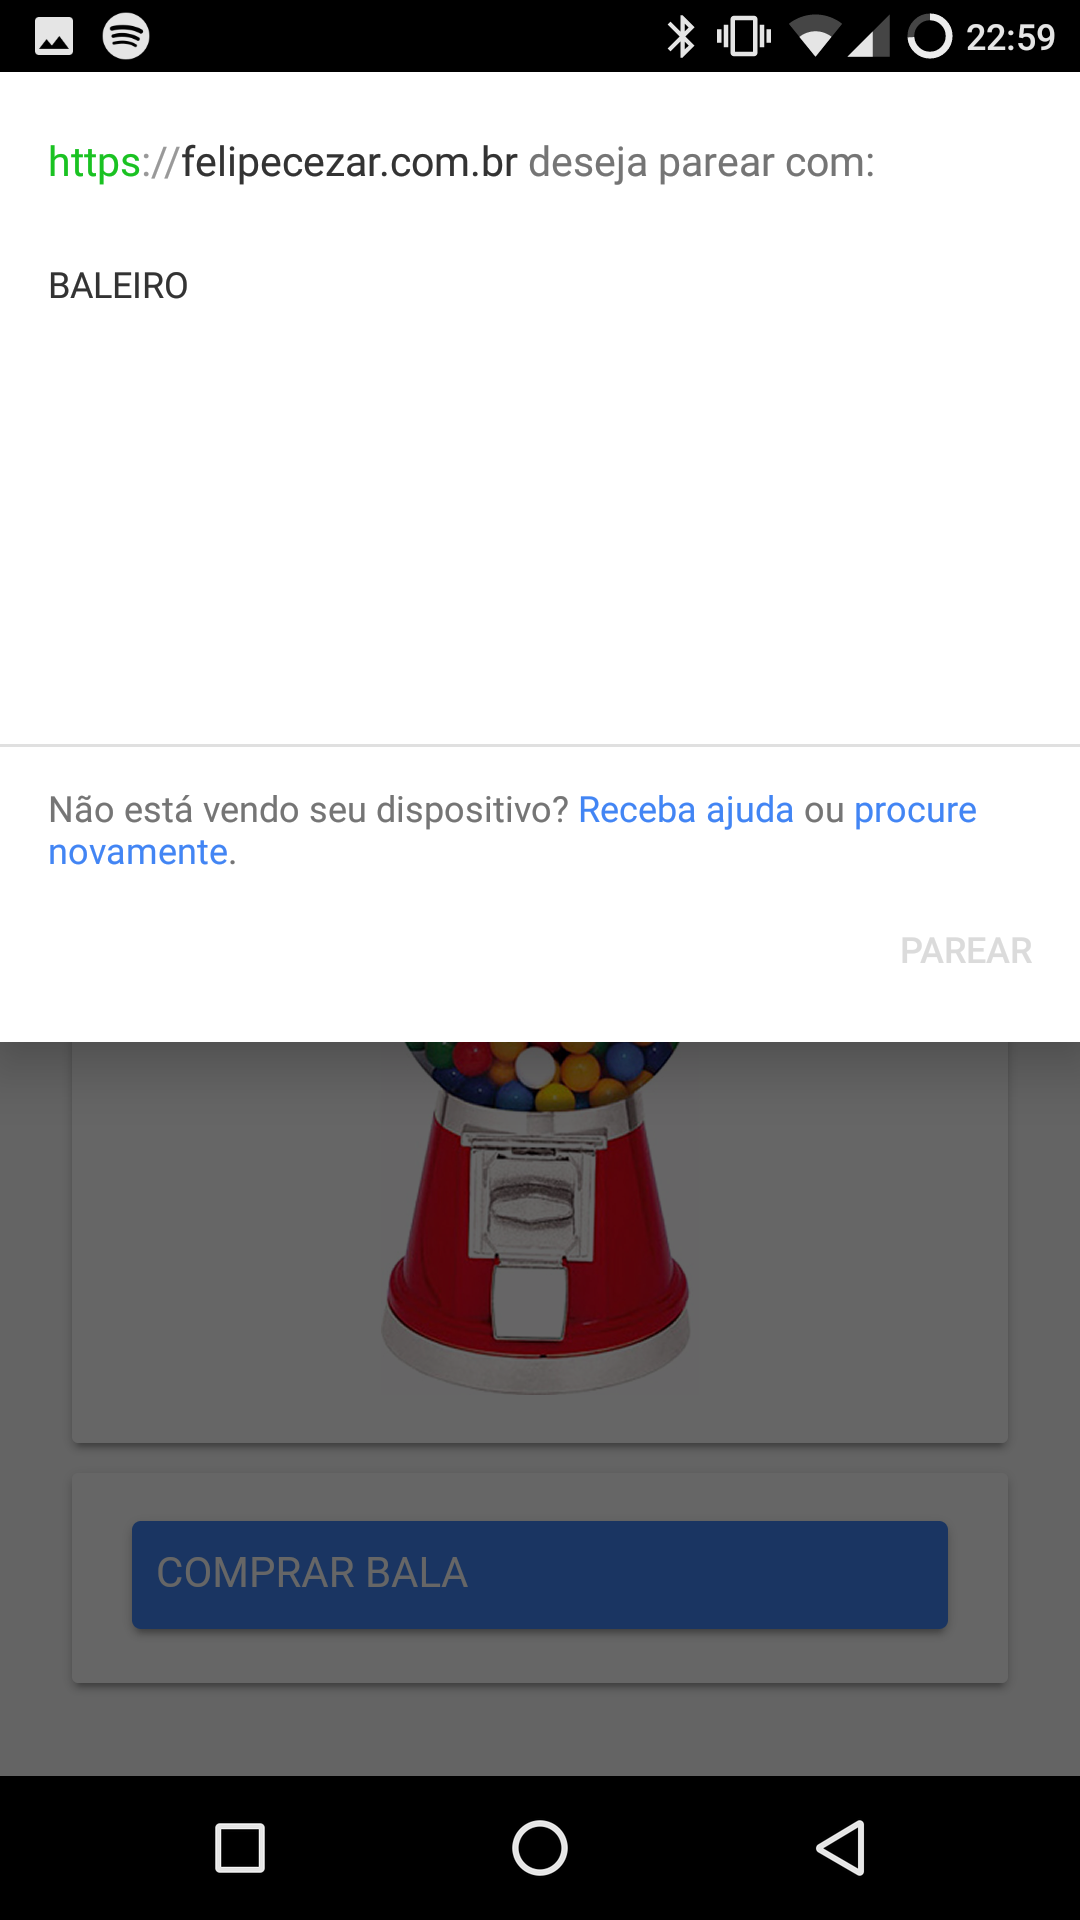 22:59
https://felipecezar.com.br deseja parear com:
BALEIRO
Não está vendo seu dispositivo? Receba ajuda ou procure
novamente.
PAREAR
COMPRAR BALA